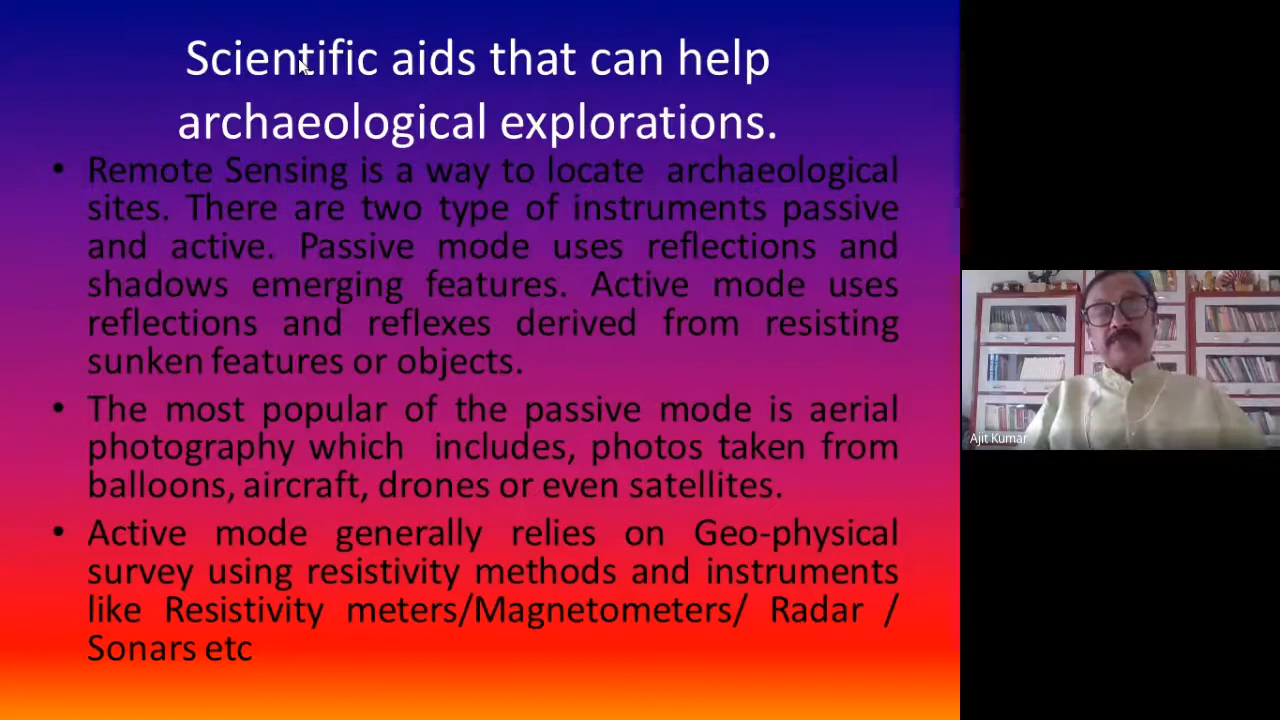 Scientific aids that can help
archaeological explorations.
• Remote Sensing is a way to locate archaeological
sites. There are two type of instruments passive
and active. Passive mode uses reflections and
shadows emerging features. Active mode uses
reflections and reflexes derived from resisting
sunken features or objects.
• The most popular of the passive mode is aerial
photography which includes, photos taken from
balloons, aircraft, drones or even satellites.
• Active mode generally relies on Geo-physical
survey using resistivity methods and instruments
like Resistivity meters/Magnetometers/ Radar /
Sonars etc
Ajit Kumar